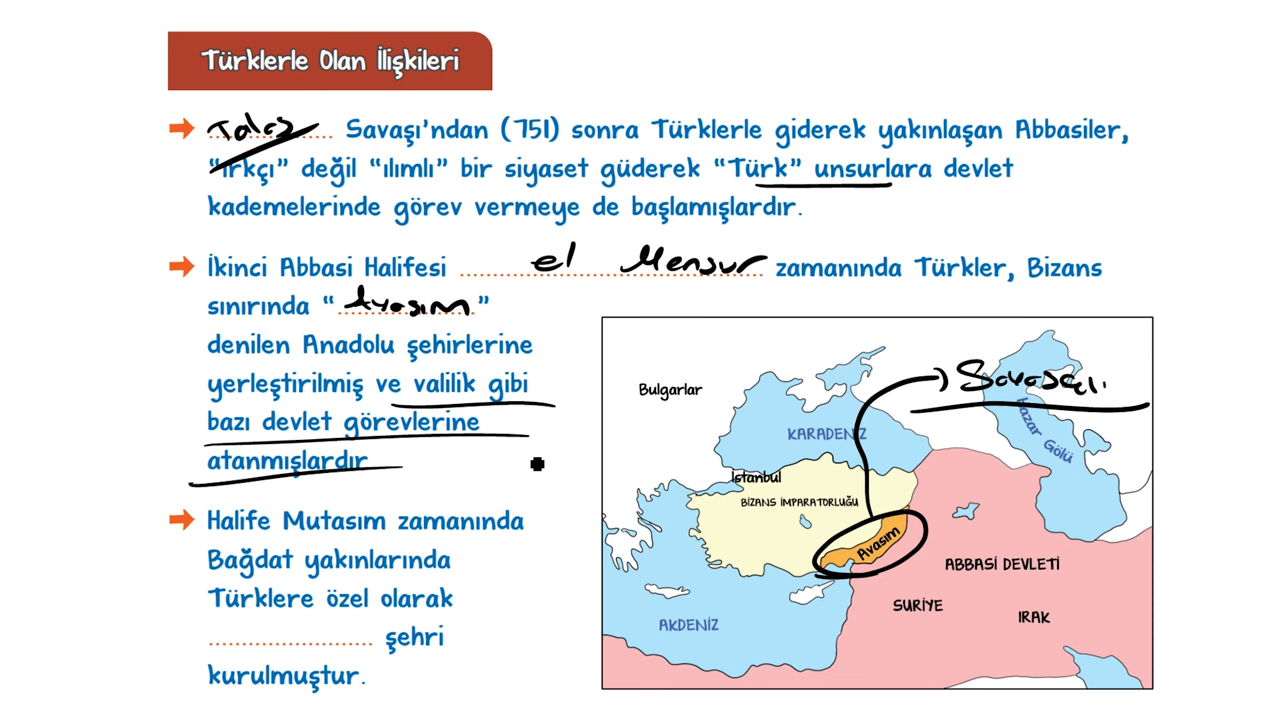 Türklerle Olan İlişkileri
Talas Savaşı'ndan (751) sonra Türklerle giderek yakınlaşan Abbasiler,
"ırkçı" değil "ılımlı" bir siyaset güderek "Türk" unsurlara devlet
kademelerinde görev vermeye de başlamışlardır.
İkinci Abbasi Halifesi el Mensur zamanında Türkler, Bizans
sınırında "Avasım"
denilen Anadolu şehirlerine
yerleştirilmiş ve valilik gibi
bazı devlet görevlerine
atanmışlardır
Halife Mutasım zamanında
Bağdat yakınlarında
Türklere özel olarak
.................... şehri
kurulmuştur.
Bulgarlar
KARADENİZ
Hazar Gölü
İstanbul
BİZANS İMPARATORLUĞU
Avasım
ABBASİ DEVLETİ
SURİYE
IRAK
AKDENİZ